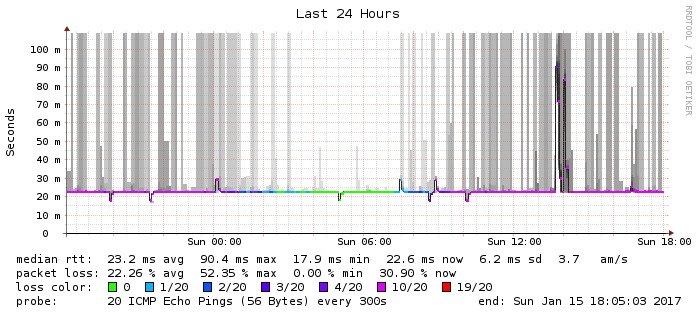 Last 24 Hours
RRDTOOL / TOBI OETIKER
Seconds
100 m
90 m
80 m
70 m
60 m
50 m
40 m
30 m
20 m
10 m
0
Sun 00:00 Sun 06:00 Sun 12:00 Sun 18:00
median rtt: 23.2 ms avg 90.4 ms max 17.9 ms min 22.6 ms now 6.2 ms sd 3.7 am/s
packet loss: 22.26 % avg 52.35 % max 0.00 % min 30.90 % now
loss color: 0 1/20 2/20 3/20 4/20 10/20 19/20
probe: 20 ICMP Echo Pings (56 Bytes) every 300s end: Sun Jan 15 18:05:03 2017